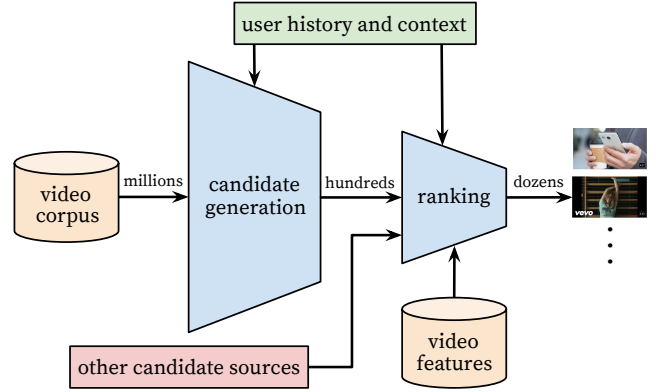 user history and context
video
corpus
millions
candidate
generation
hundreds
ranking
dozens
vevo
other candidate sources
video
features